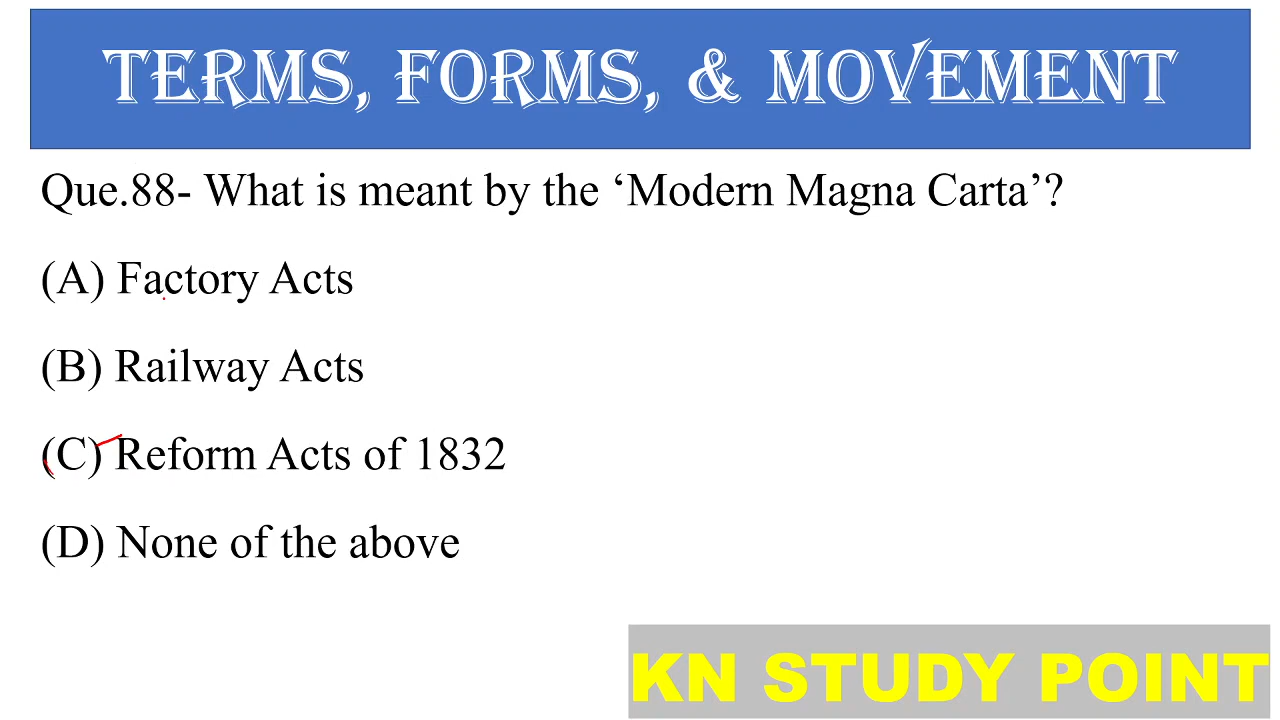 TERMS, FORMS, & MOVEMENT
Que.88- What is meant by the ‘Modern Magna Carta’?
(A) Factory Acts
(B) Railway Acts
(C) Reform Acts of 1832
(D) None of the above
KN STUDY POINT